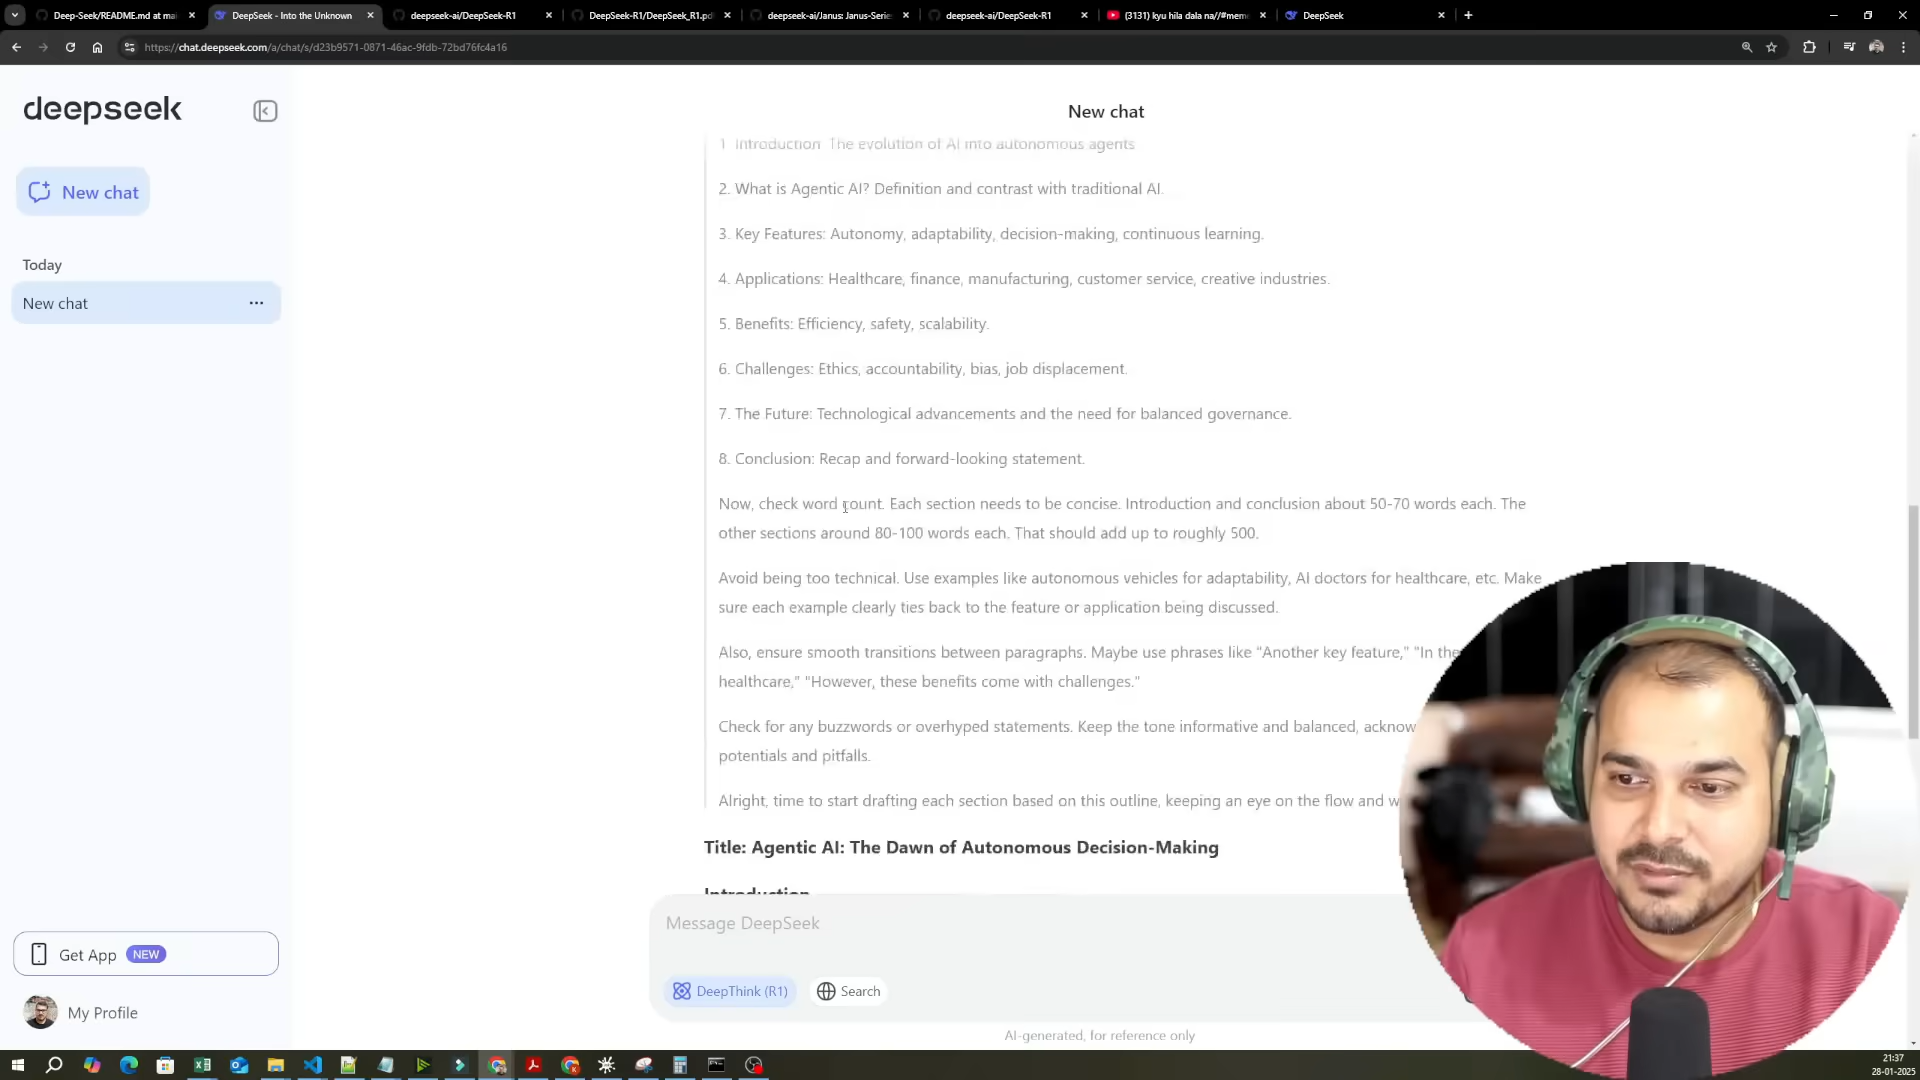 Deep-Seek/README.md at ma
DeepSeek - Into the Unknown
deepseek-ai/DeepSeek-R1
DeepSeek-R1/DeepSeek_R1.pd
deepseek-ai/Janus: Janus-Serie
deepseek-ai/DeepSeek-R1
(3131) kyu hila dala na//#mem
DeepSeek
https://chat.deepseek.com/a/chat/s/d23b9571-0871-46ac-9fdb-72bd76fc4a16
deepseek
New chat
Today
New chat
Get App NEW
My Profile
New chat
1 Introduction The evolution of AI into autonomous agents
2. What is Agentic AI? Definition and contrast with traditional AI.
3. Key Features: Autonomy, adaptability, decision-making, continuous learning.
4. Applications: Healthcare, finance, manufacturing, customer service, creative industries.
5. Benefits: Efficiency, safety, scalability.
6. Challenges: Ethics, accountability, bias, job displacement.
7. The Future: Technological advancements and the need for balanced governance.
8. Conclusion: Recap and forward-looking statement.
Now, check word count. Each section needs to be concise. Introduction and conclusion about 50-70 words each. The
other sections around 80-100 words each. That should add up to roughly 500.
Avoid being too technical. Use examples like autonomous vehicles for adaptability, AI doctors for healthcare, etc. Make
sure each example clearly ties back to the feature or application being discussed.
Also, ensure smooth transitions between paragraphs. Maybe use phrases like "Another key feature," "In the
healthcare," "However, these benefits come with challenges."
Check for any buzzwords or overhyped statements. Keep the tone informative and balanced, acknow
potentials and pitfalls.
Alright, time to start drafting each section based on this outline, keeping an eye on the flow and w
Title: Agentic AI: The Dawn of Autonomous Decision-Making
Introduction
Message DeepSeek
DeepThink (R1)
Search
AI-generated, for reference only
21:37
28-01-2025